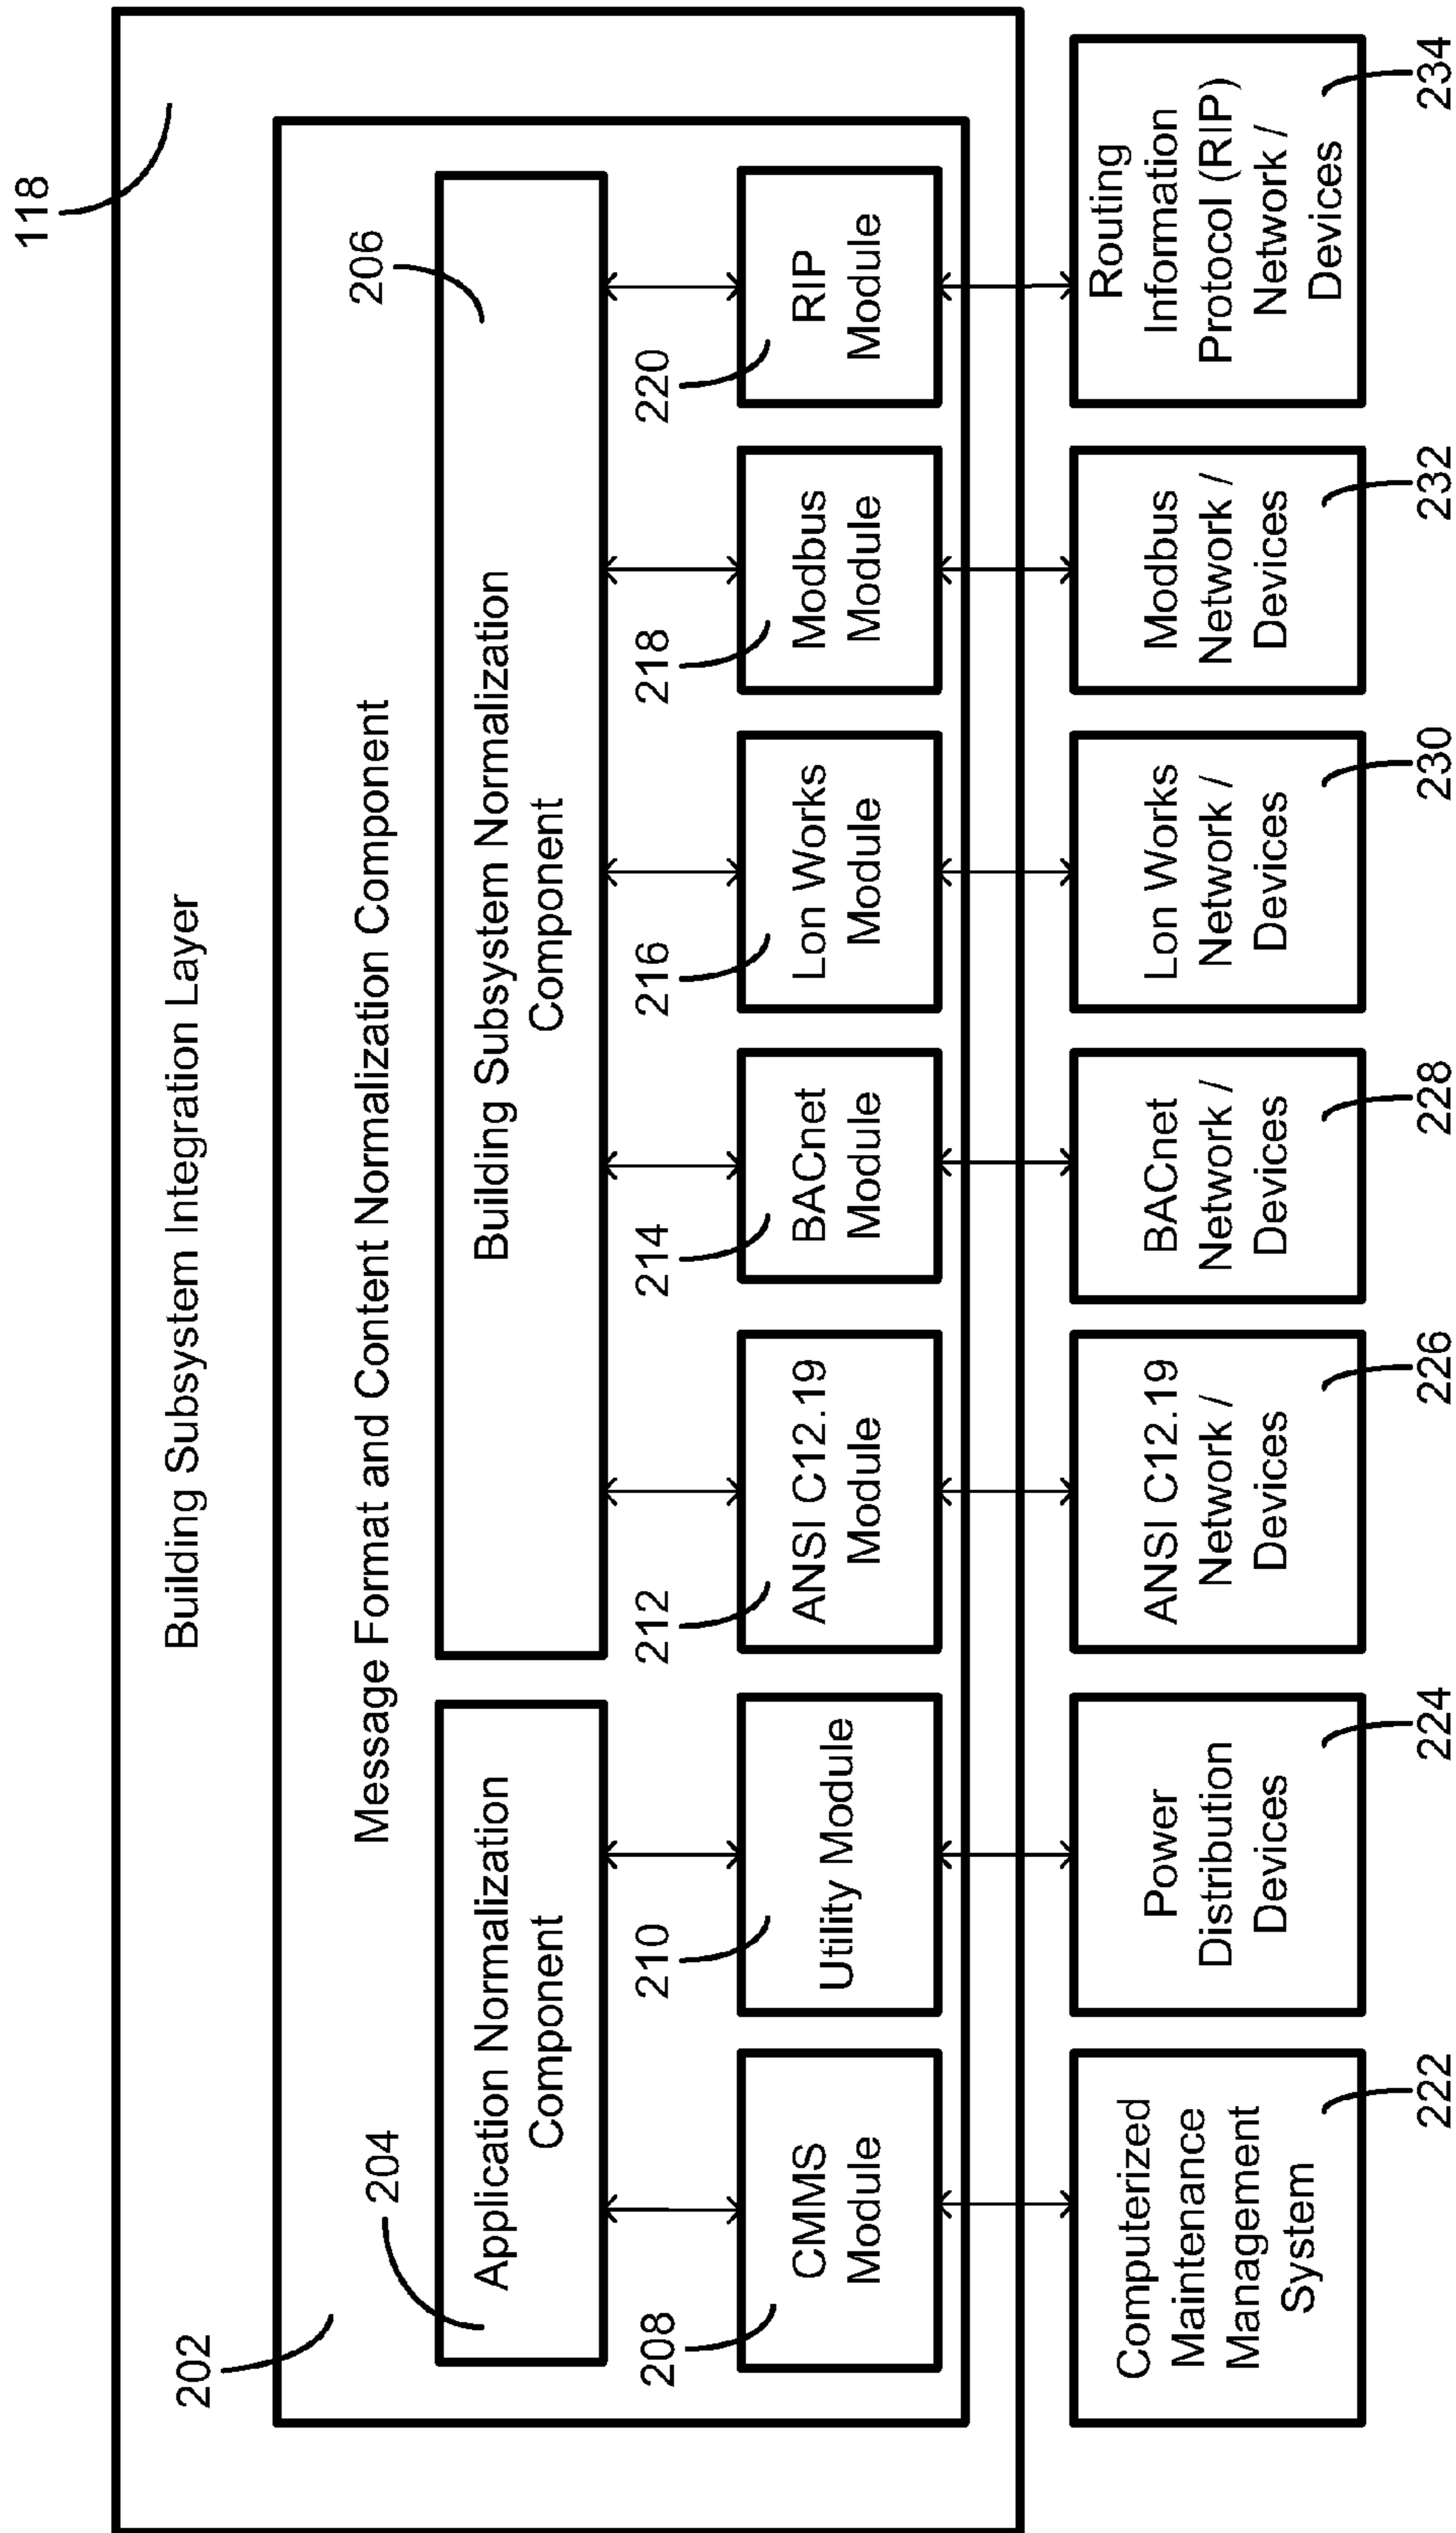 118
Building Subsystem Integration Layer
202
Message Format and Content Normalization Component
204
206
Application Normalization
Component
Building Subsystem Normalization
Component
208
210
212
214
216
218
220
CMMS
Module
Utility Module
ANSI C12.19
Module
BACnet
Module
Lon Works
Module
Modbus
Module
RIP
Module
Computerized
Maintenance
Management
System
Power
Distribution
Devices
ANSI C12.19
Network /
Devices
BACnet
Network /
Devices
Lon Works
Network /
Devices
Modbus
Network /
Devices
Routing
Information
Protocol (RIP)
Network /
Devices
222
224
226
228
230
232
234